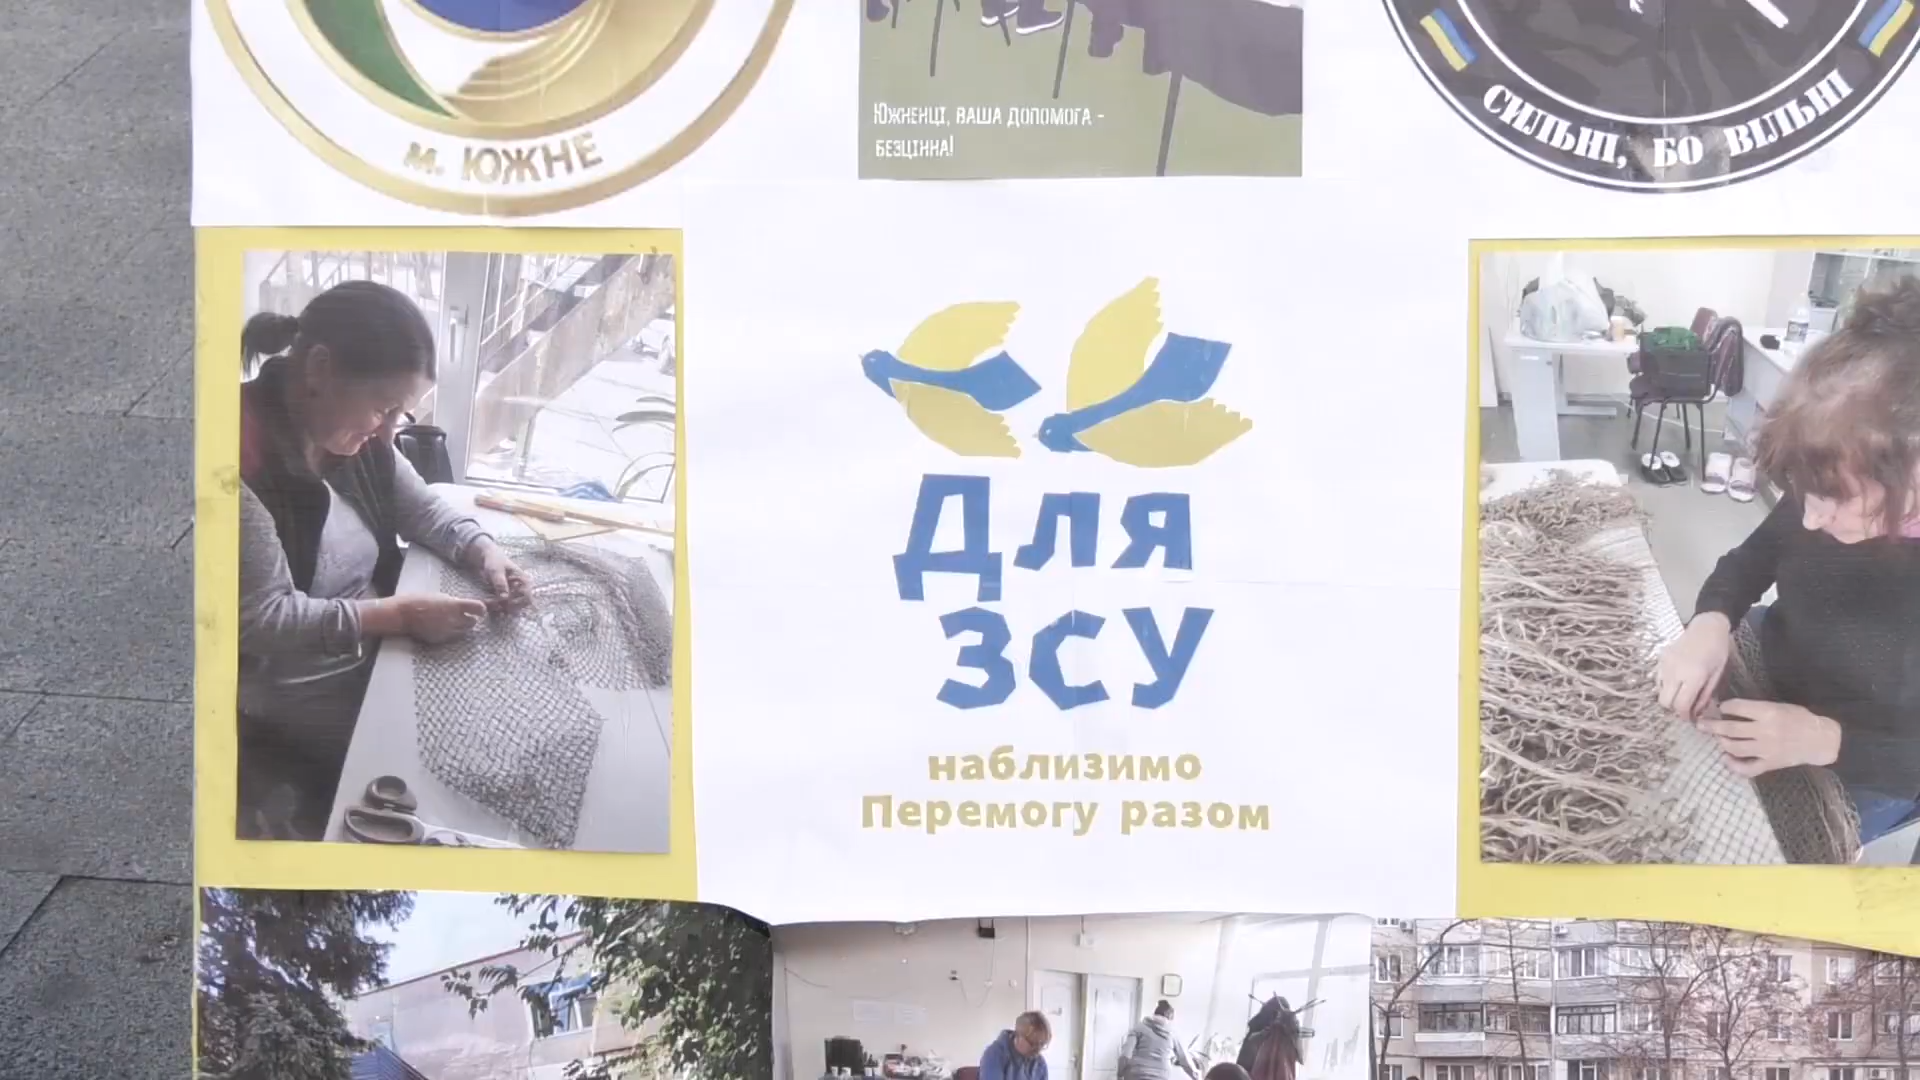 м. ЮЖНЕ
Южненці, ваша допомога -
безцінна!
СИЛЬНІ, БО ВІЛЬНІ
Для
ЗСУ
наблизимо
Перемогу разом